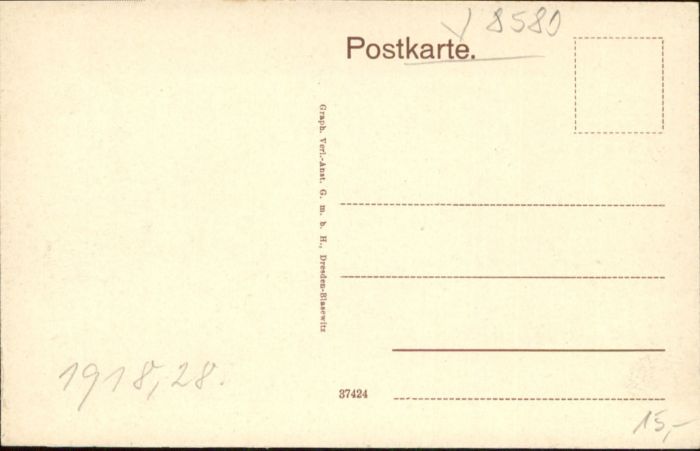 V 8580
Postkarte.
Graph. Verl.-Anst. G. m. b. H., Dresden-Blasewitz
1918,28.
37424
15,-